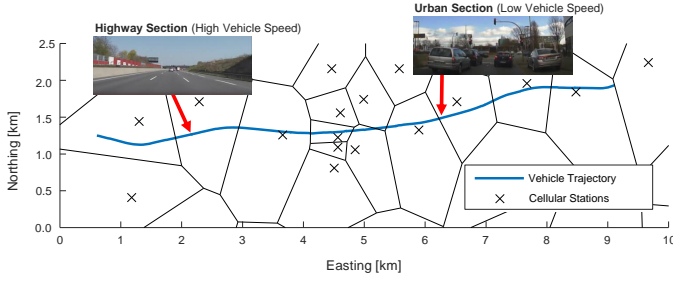 Urban Section (Low Vehicle Speed)
Highway Section (High Vehicle Speed)
2.5
2.0
1.5
1.0
0.5
0.0
Northing [km]
Vehicle Trajectory
Cellular Stations
0 1 2 3 4 5 6 7 8 9 10
Easting [km]